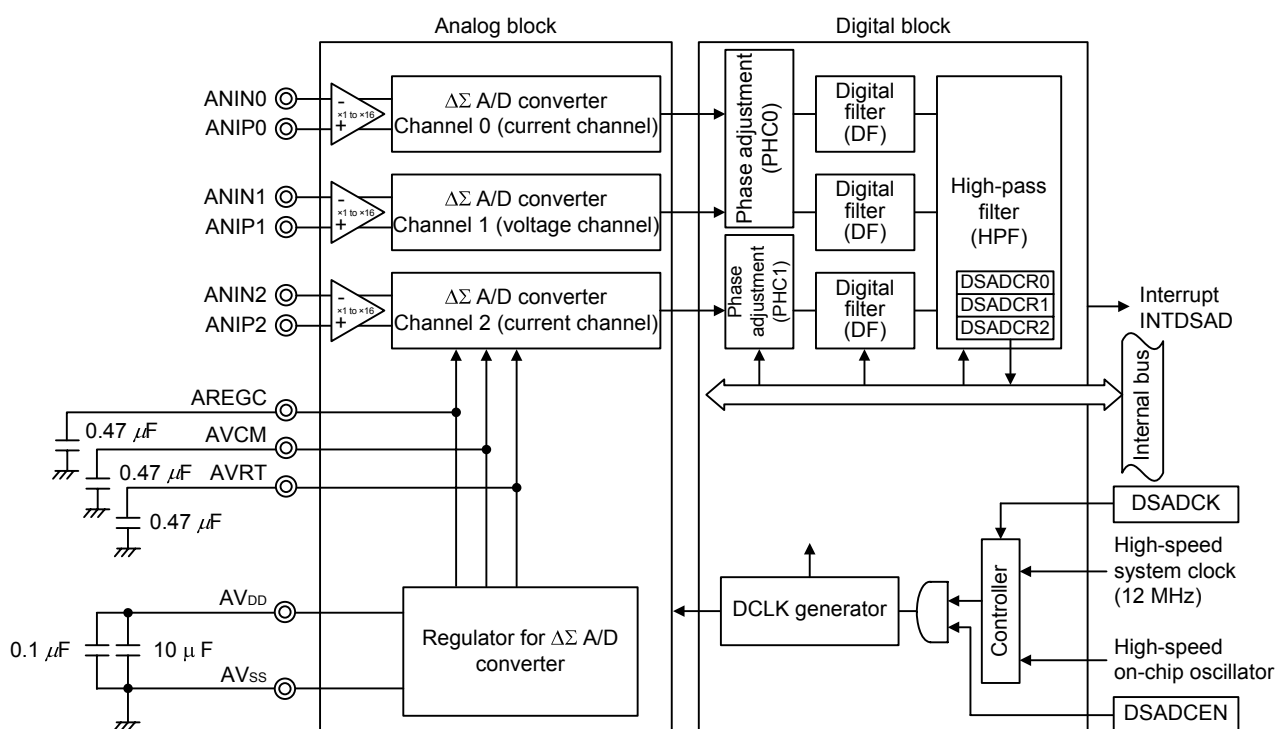 Analog block
Digital block
ANIN0
ANIP0
-
×1 to ×16
+
ΔΣ A/D converter
Channel 0 (current channel)
Phase adjustment
(PHC0)
Digital
filter
(DF)
High-pass
filter
(HPF)
ANIN1
ANIP1
-
×1 to ×16
+
ΔΣ A/D converter
Channel 1 (voltage channel)
Digital
filter
(DF)
ANIN2
ANIP2
-
×1 to ×16
+
ΔΣ A/D converter
Channel 2 (current channel)
Phase
adjustment
(PHC1)
Digital
filter
(DF)
DSADCR0
DSADCR1
DSADCR2
Interrupt
INTDSAD
Internal bus
AREGC
0.47 μF
AVCM
0.47 μF
AVRT
0.47 μF
AVDD
0.1 μF
10 μ F
AVSS
Regulator for ΔΣ A/D
converter
DCLK generator
Controller
DSADCK
High-speed
system clock
(12 MHz)
High-speed
on-chip oscillator
DSADCEN